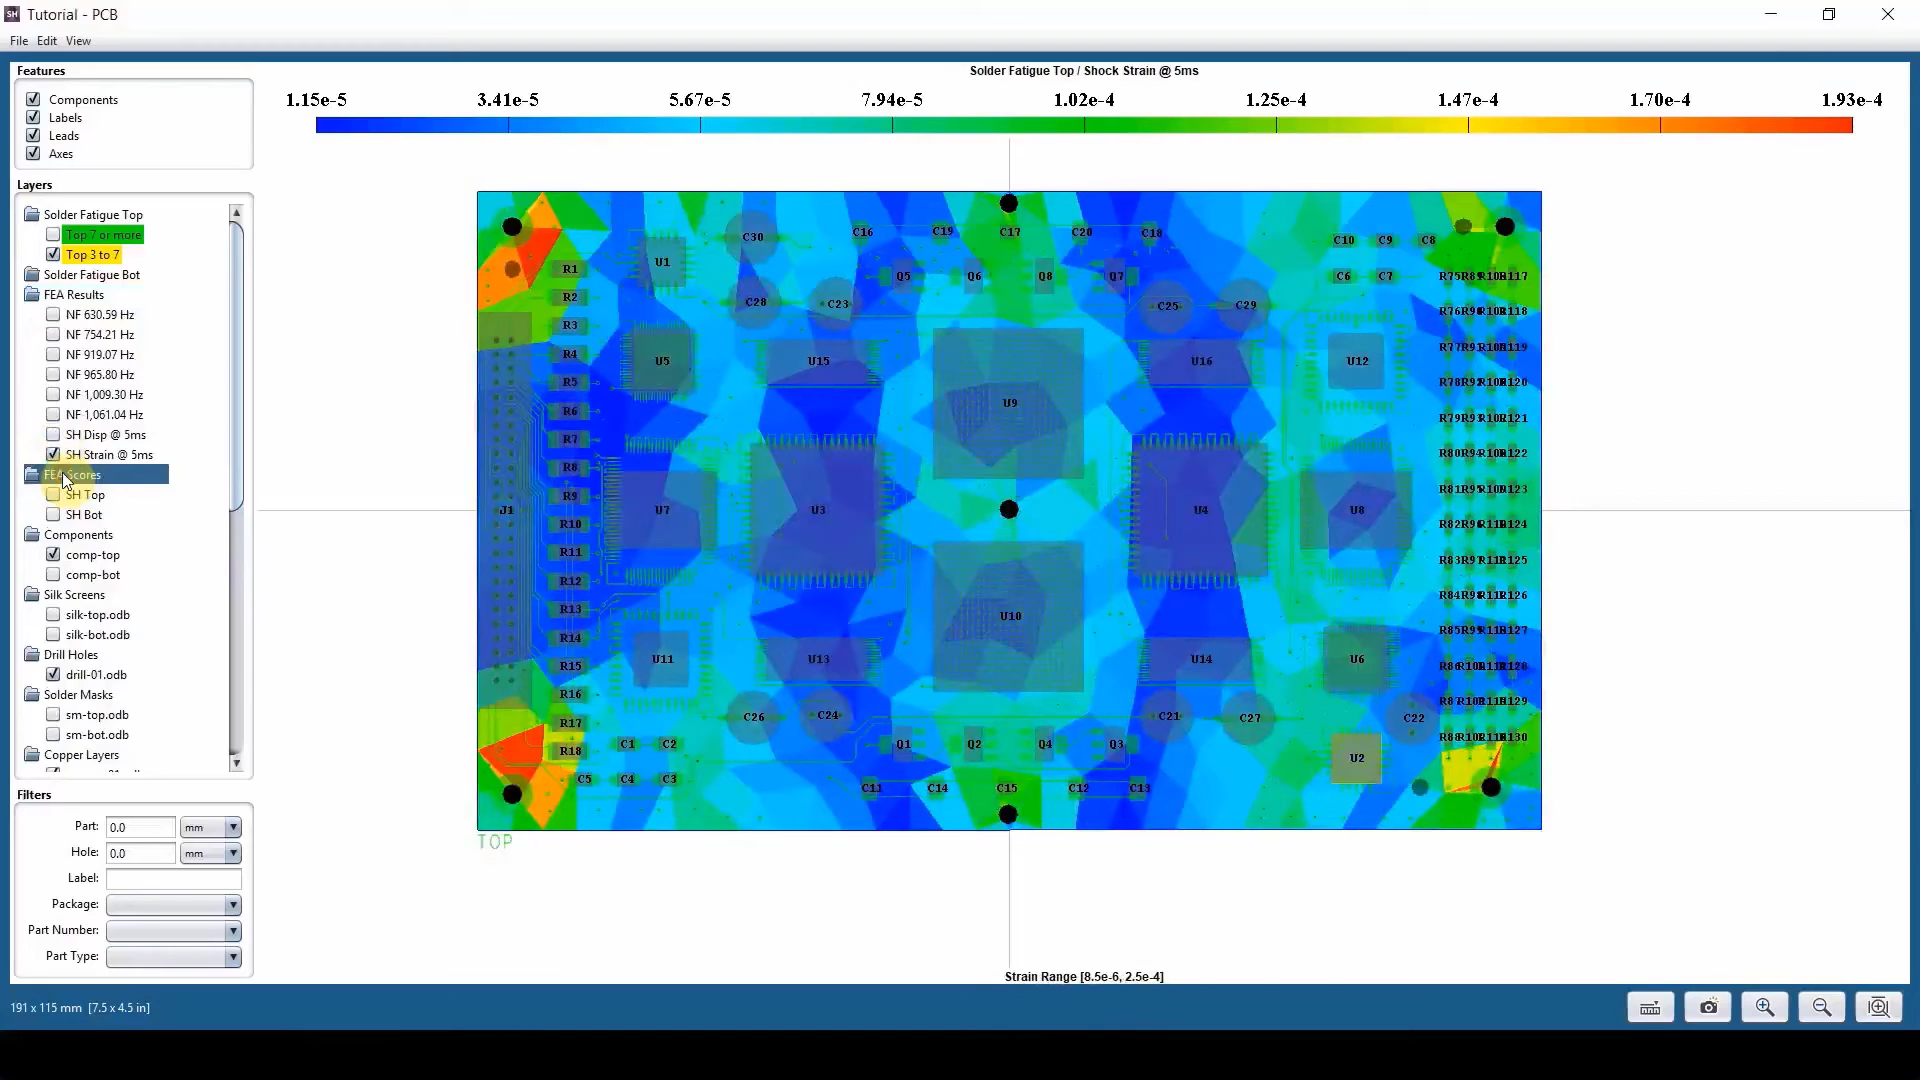 SH Tutorial - PCB
File Edit View
Features
Components
Labels
Leads
Axes
Layers
Solder Fatigue Top
Top 7 or more
Top 3 to 7
Solder Fatigue Bot
FEA Results
NF 630.59 Hz
NF 754.21 Hz
NF 919.07 Hz
NF 965.80 Hz
NF 1,009.30 Hz
NF 1,061.04 Hz
SH Disp @ 5ms
SH Strain @ 5ms
FEA Scores
SH Top
SH Bot
Components
comp-top
comp-bot
Silk Screens
silk-top.odb
silk-bot.odb
Drill Holes
drill-01.odb
Solder Masks
sm-top.odb
sm-bot.odb
Copper Layers
Filters
Part: 0.0 mm
Hole: 0.0 mm
Label:
Package:
Part Number:
Part Type:
191 x 115 mm [7.5 x 4.5 in]
Solder Fatigue Top / Shock Strain @ 5ms
1.15e-5 3.41e-5 5.67e-5 7.94e-5 1.02e-4 1.25e-4 1.47e-4 1.70e-4 1.93e-4
C30 C16 C19 C17 C20 C18 C10 C9 C8
U1 R1 Q5 Q6 Q8 Q7 C6 C7
R2 C28 C23 C25 C29
R3
R4 U5 U15 U16 U12
R5
R6 U9
R7
R8
R9
J1 U7 U3 U4 U8
R10
R11
R12
R13 U10
R14
R15 U11 U13 U14 U6
R16
R17 C26 C24 C21 C27 C22
R18 C1 C2 Q1 Q2 Q4 Q3 U2
C5 C4 C3 C11 C14 C15 C12 C13
TOP
Strain Range [8.5e-6, 2.5e-4]